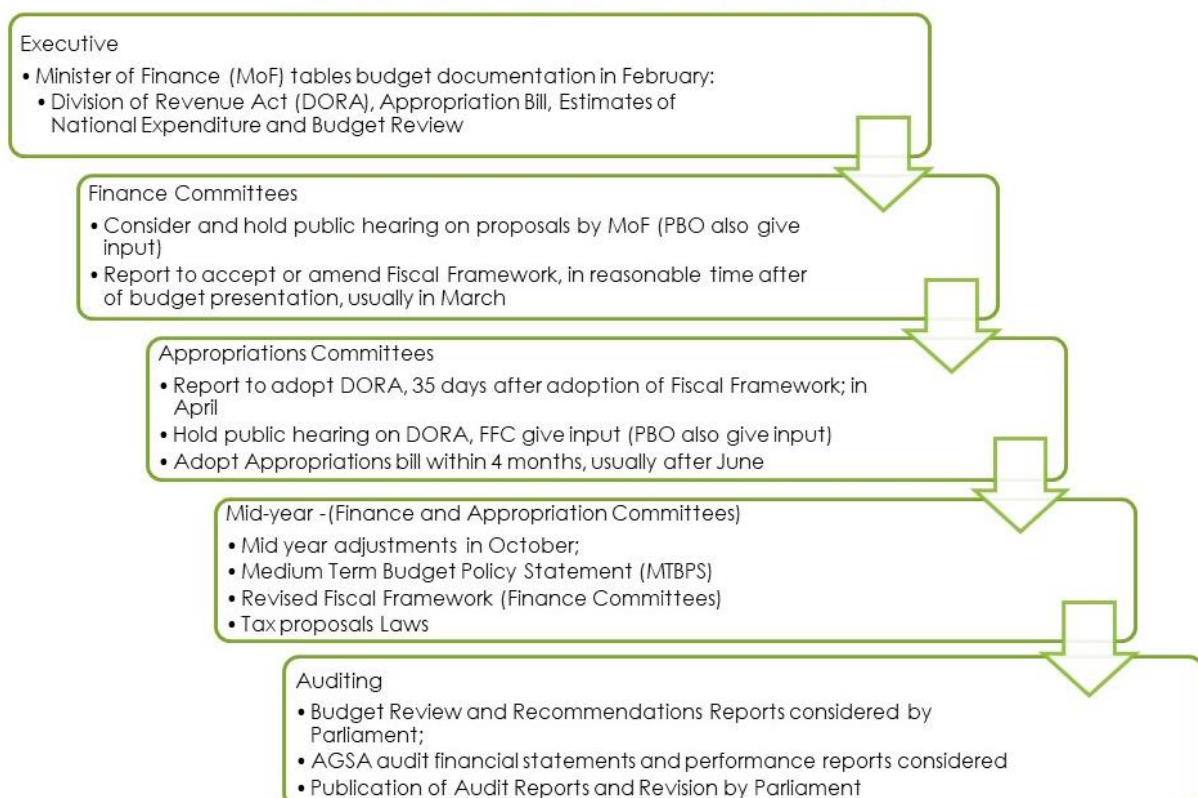 Executive
• Minister of Finance (MoF) tables budget documentation in February:
• Division of Revenue Act (DORA), Appropriation Bill, Estimates of
National Expenditure and Budget Review
Finance Committees
• Consider and hold public hearing on proposals by MoF (PBO also give
input)
• Report to accept or amend Fiscal Framework, in reasonable time after
of budget presentation, usually in March
Appropriations Committees
• Report to adopt DORA, 35 days after adoption of Fiscal Framework; in
April
• Hold public hearing on DORA, FFC give input (PBO also give input)
• Adopt Appropriations bill within 4 months, usually after June
Mid-year -(Finance and Appropriation Committees)
• Mid year adjustments in October;
• Medium Term Budget Policy Statement (MTBPS)
• Revised Fiscal Framework (Finance Committees)
• Tax proposals Laws
Auditing
• Budget Review and Recommendations Reports considered by
Parliament;
• AGSA audit financial statements and performance reports considered
• Publication of Audit Reports and Revision by Parliament